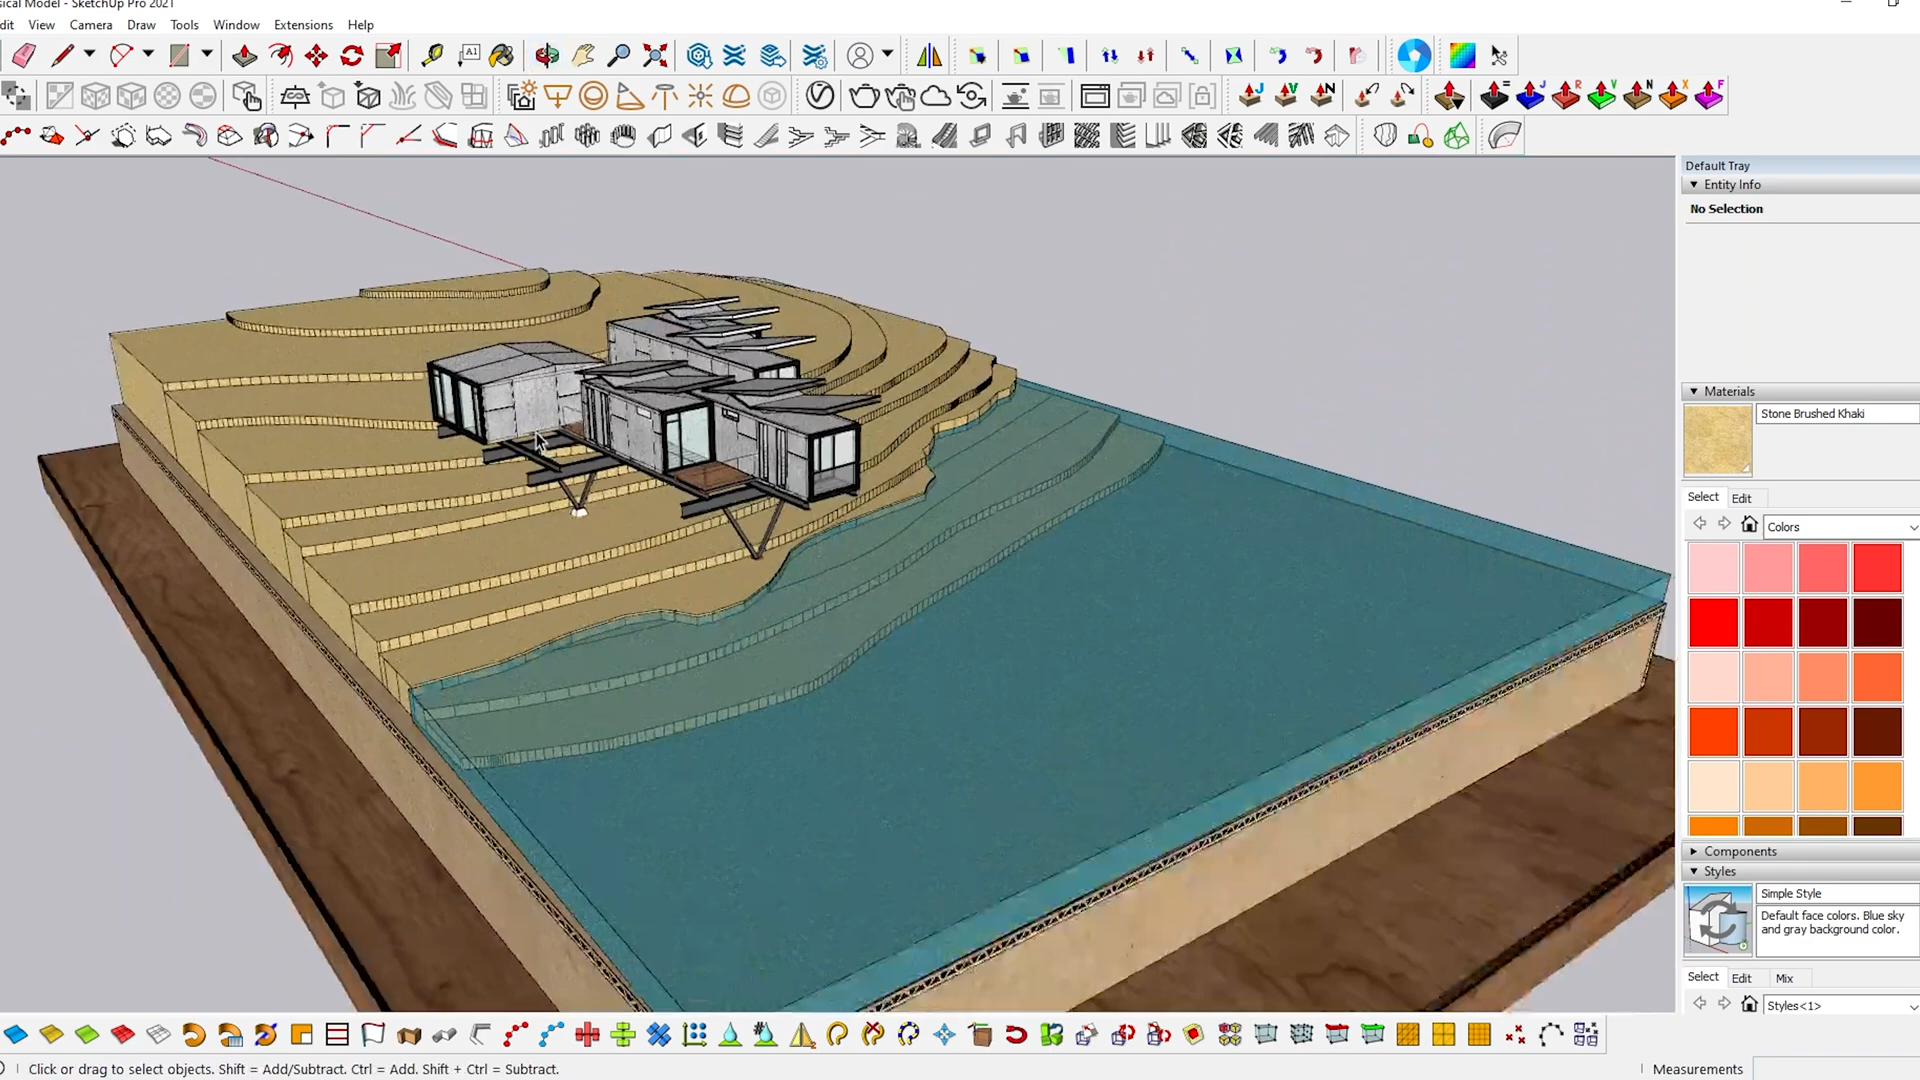 sical Model - SketchUp Pro 2021
dit View Camera Draw Tools Window Extensions Help
A1
J V N = J R V N X F
Default Tray
Entity Info
No Selection
Materials
Stone Brushed Khaki
Select Edit
Colors
Components
Styles
Simple Style
Default face colors. Blue sky
and gray background color.
Select Edit Mix
Styles<1>
Click or drag to select objects. Shift = Add/Subtract. Ctrl = Add. Shift + Ctrl = Subtract.
Measurements